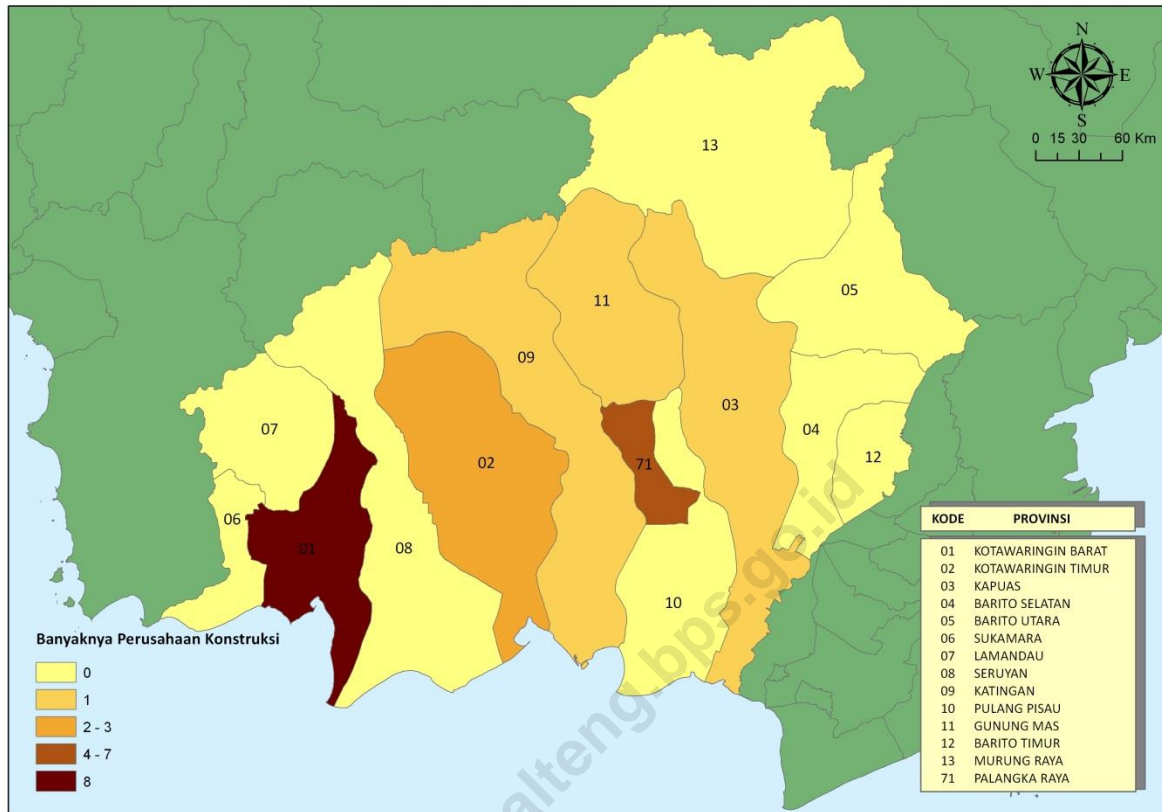 N
W E
S
0 15 30 60 Km
13
05
11
09
03
07
04
02
12
71
06
01
08
10
Banyaknya Perusahaan Konstruksi
0
1
2 - 3
4 - 7
8
KODE PROVINSI
01 KOTAWARINGIN BARAT
02 KOTAWARINGIN TIMUR
03 KAPUAS
04 BARITO SELATAN
05 BARITO UTARA
06 SUKAMARA
07 LAMANDAU
08 SERUYAN
09 KATINGAN
10 PULANG PISAU
11 GUNUNG MAS
12 BARITO TIMUR
13 MURUNG RAYA
71 PALANGKA RAYA
alteng.bps.go.id